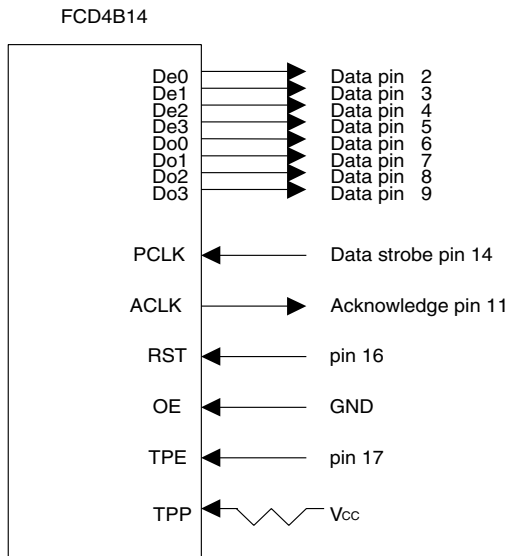 FCD4B14
De0 Data pin 2
De1 Data pin 3
De2 Data pin 4
De3 Data pin 5
Do0 Data pin 6
Do1 Data pin 7
Do2 Data pin 8
Do3 Data pin 9
PCLK Data strobe pin 14
ACLK Acknowledge pin 11
RST pin 16
OE GND
TPE pin 17
TPP Vcc